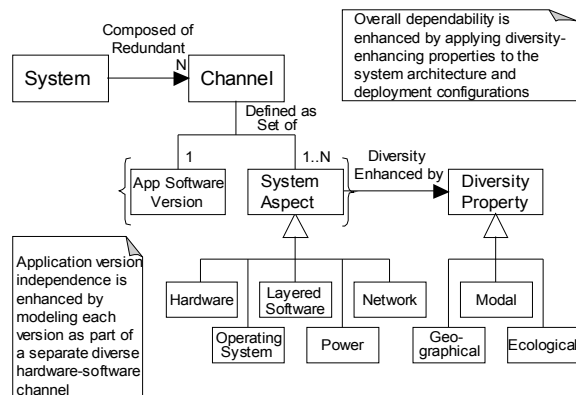 Composed of
Redundant
N
System
Channel
Overall dependability is
enhanced by applying diversity-
enhancing properties to the
system architecture and
deployment configurations
Defined as
Set of
1
1..N
App Software
Version
System
Aspect
Diversity
Enhanced by
Diversity
Property
Application version
independence is
enhanced by
modeling each
version as part of
a separate diverse
hardware-software
channel
Hardware
Layered
Software
Network
Operating
System
Power
Modal
Geo-
graphical
Ecological